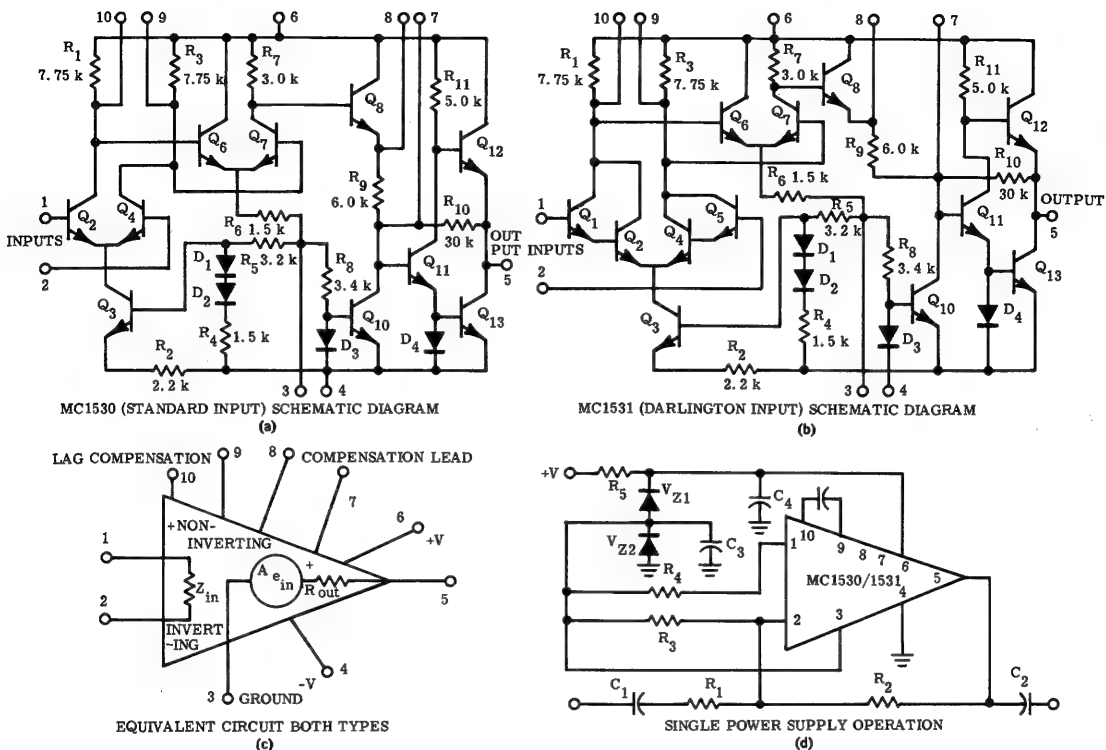 10 9 6 8 7
R1
7.75 k
R3
7.75 k
R7
3.0 k
R11
5.0 k
Q8
Q12
Q6
Q7
R9
6.0 k
1
Q2
Q4
INPUTS
2
R6
1.5 k
R10
30 k
OUT
PUT
5
R5
3.2 k
D1
D2
R8
3.4 k
Q11
Q3
R4
1.5 k
Q10
D3
D4
Q13
R2
2.2 k
3
4
MC1530 (STANDARD INPUT) SCHEMATIC DIAGRAM
(a)
10 9 6 8 7
R1
7.75 k
R3
7.75 k
R7
3.0 k
Q8
R11
5.0 k
Q6
Q7
Q12
R9
6.0 k
R6 1.5 k
R10
30 k
1
Q1
INPUTS
Q2
Q4
Q5
R5
3.2 k
Q11
OUTPUT
5
2
D1
D2
R8
3.4 k
Q13
Q3
R4
1.5 k
Q10
D3
D4
R2
2.2 k
3
4
MC1531 (DARLINGTON INPUT) SCHEMATIC DIAGRAM
(b)
LAG COMPENSATION
10
9
8
COMPENSATION LEAD
7
+NON-
INVERTING
6
+V
1
Zin
A ein
+
Rout
5
2
INVERT
-ING
4
-V
3
GROUND
EQUIVALENT CIRCUIT BOTH TYPES
(c)
+V
R5
VZ1
C4
VZ2
C3
10 9 8 7 6
1
MC1530/1531
5
R4
4
2
3
R3
C1
R1
R2
C2
SINGLE POWER SUPPLY OPERATION
(d)